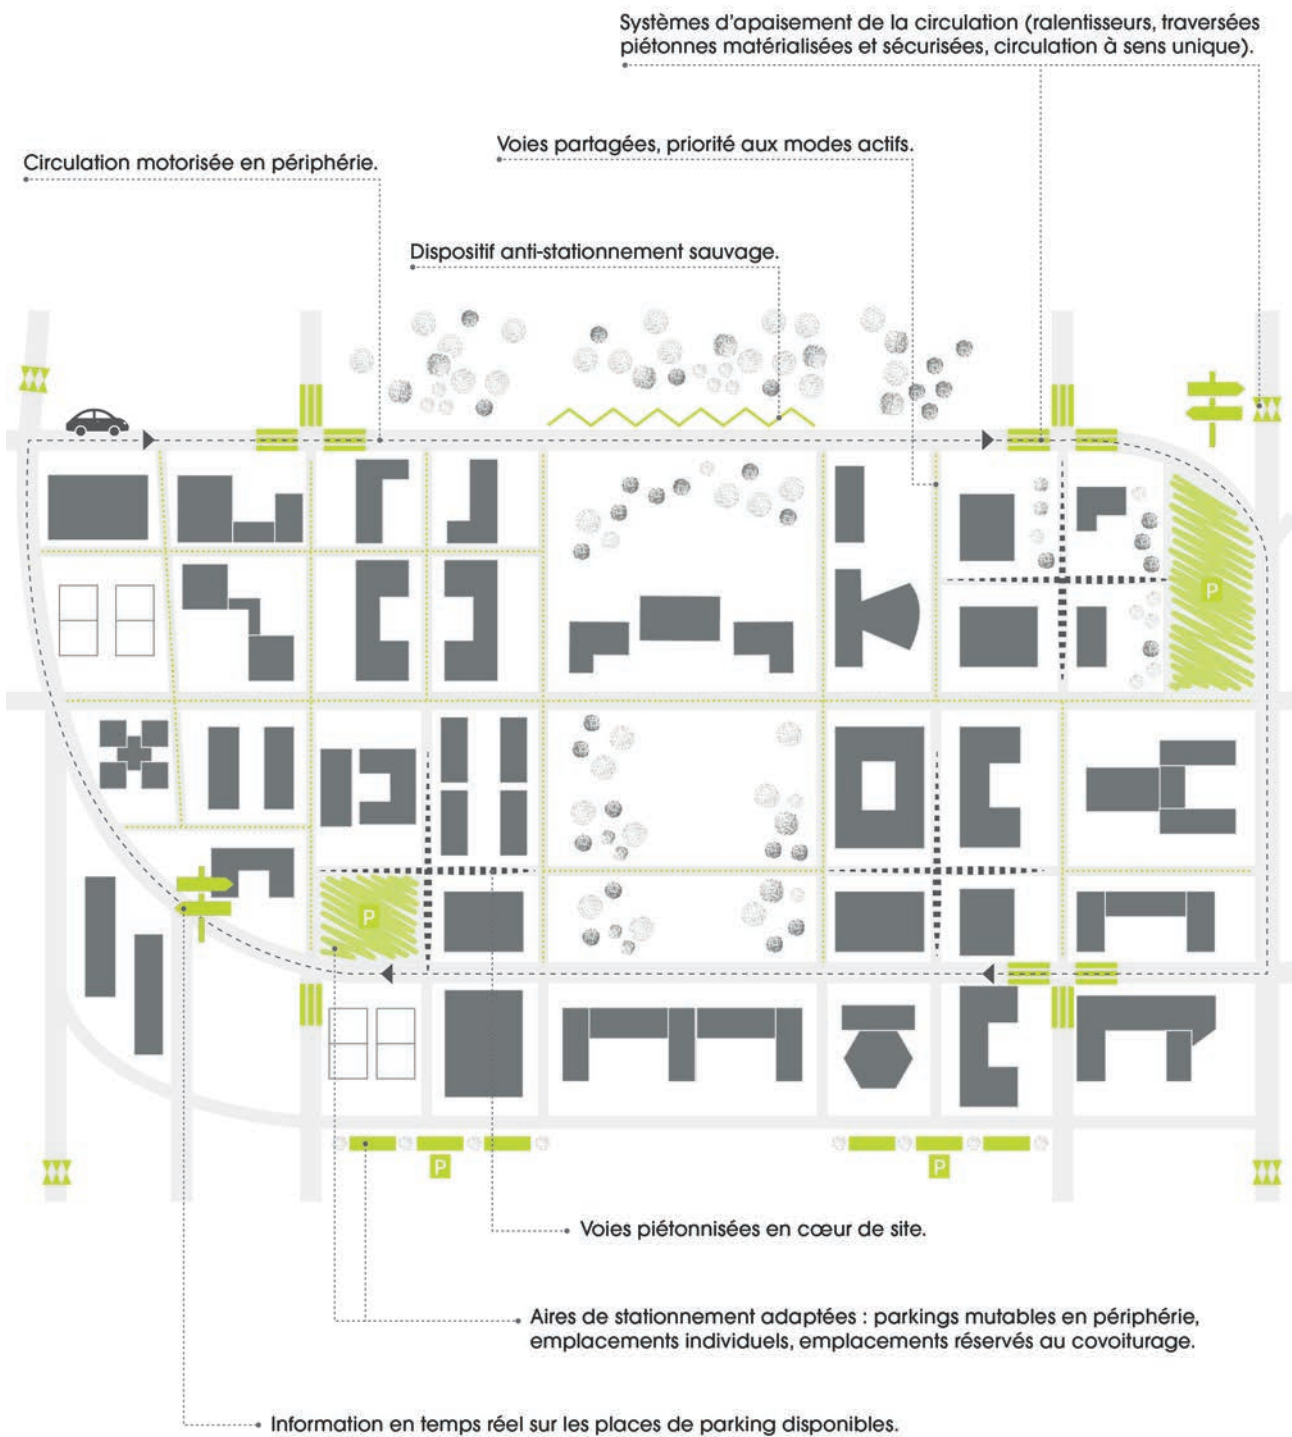 Systèmes d'apaisement de la circulation (ralentisseurs, traversées
piétonnes matérialisées et sécurisées, circulation à sens unique).
Voies partagées, priorité aux modes actifs.
Circulation motorisée en périphérie.
Dispositif anti-stationnement sauvage.
P
P
P
P
Voies piétonnisées en cœur de site.
Aires de stationnement adaptées : parkings mutables en périphérie,
emplacements individuels, emplacements réservés au covoiturage.
Information en temps réel sur les places de parking disponibles.